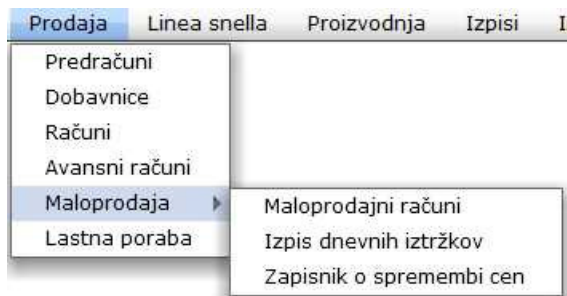 Prodaja Linea snella Proizvodnja Izpisi
Predračuni
Dobavnice
Računi
Avansni računi
Maloprodaja
Lastna poraba
Maloprodajni računi
Izpis dnevnih iztržkov
Zapisnik o spremembi cen